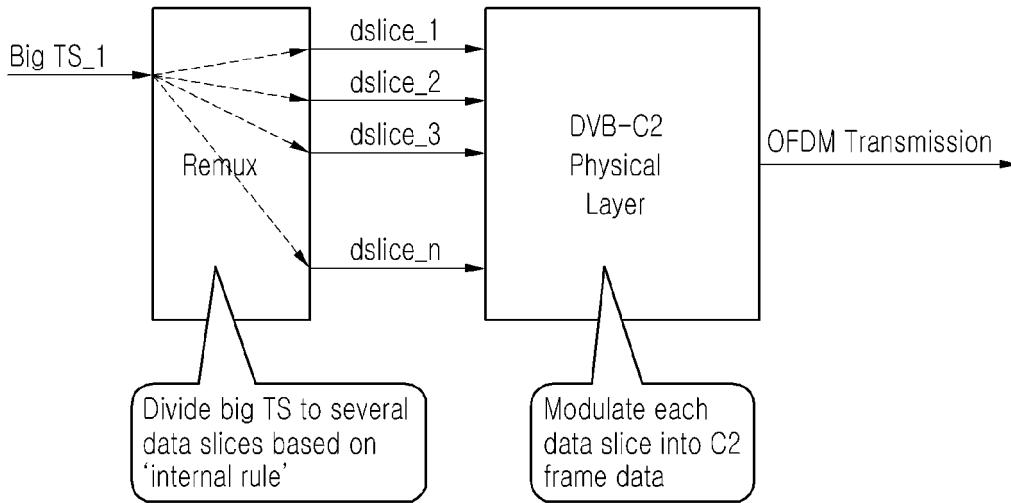 Big TS_1
Remux
dslice_1
dslice_2
dslice_3
dslice_n
DVB-C2
Physical
Layer
OFDM Transmission
Divide big TS to several
data slices based on
'internal rule'
Modulate each
data slice into C2
frame data